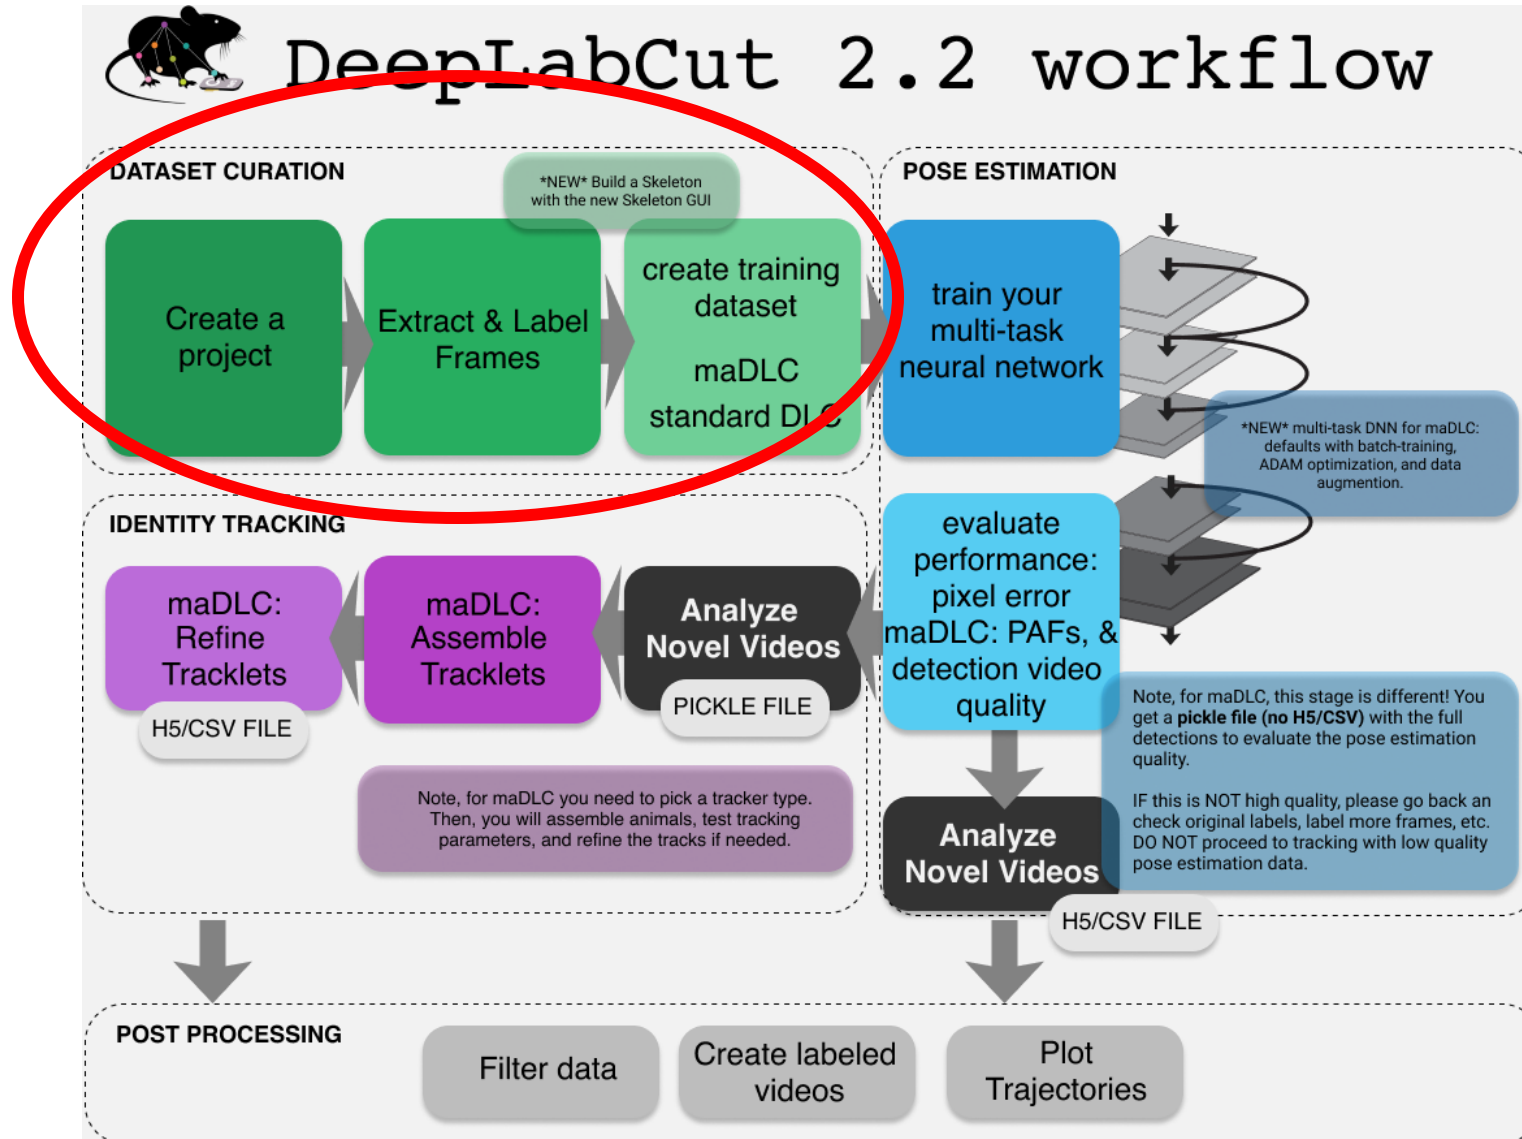 DeepLabCut 2.2 workflow
DATASET CURATION
*NEW* Build a Skeleton
with the new Skeleton GUI
Create a
project
Extract & Label
Frames
create training
dataset
maDLC
standard DLC
POSE ESTIMATION
train your
multi-task
neural network
*NEW* multi-task DNN for maDLC:
defaults with batch-training,
ADAM optimization, and data
augmention.
evaluate
performance:
pixel error
maDLC: PAFs, &
detection video
quality
Note, for maDLC, this stage is different! You
get a pickle file (no H5/CSV) with the full
detections to evaluate the pose estimation
quality.
IF this is NOT high quality, please go back an
check original labels, label more frames, etc.
DO NOT proceed to tracking with low quality
pose estimation data.
Analyze
Novel Videos
H5/CSV FILE
IDENTITY TRACKING
Analyze
Novel Videos
PICKLE FILE
maDLC:
Assemble
Tracklets
maDLC:
Refine
Tracklets
H5/CSV FILE
Note, for maDLC you need to pick a tracker type.
Then, you will assemble animals, test tracking
parameters, and refine the tracks if needed.
POST PROCESSING
Filter data
Create labeled
videos
Plot
Trajectories